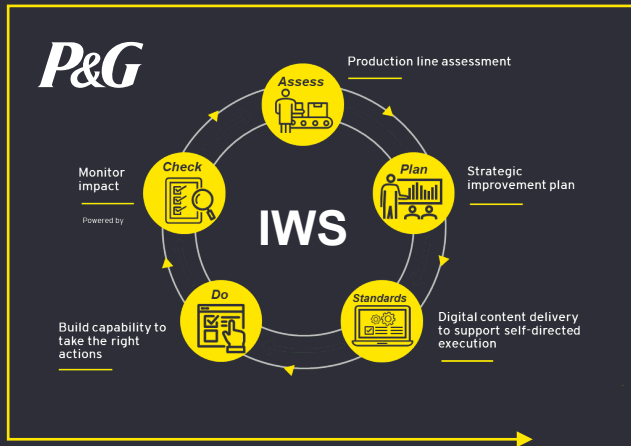 P&G
Assess
Production line assessment
Check
Monitor
impact
Powered by
Plan
Strategic
improvement plan
IWS
Do
Build capability to
take the right
actions
Standards
Digital content delivery
to support self-directed
execution